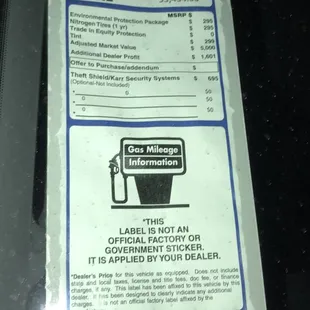 MSRP $
Environmental Protection Package $ 295
Nitrogen Tires (1 yr) $ 295
Trade In Equity Protection $ 0
$ 299
Adjusted Market Value $ 5,000
Additional Dealer Profit $ 1,601
Offer to Purchase/addendum $
Theft Shield/Karr Security Systems $ 695
(Optional-Not Included)
* 0 $0
* $0
* 0 $0
Gas Mileage
Information
*THIS
LABEL IS NOT AN
OFFICIAL FACTORY OR
GOVERNMENT STICKER.
IT IS APPLIED BY YOUR DEALER.
"Dealer's Price for this vehicle as equipped. Does not include
state and local taxes, license and title fees, doc fee, or finance
charges, if any. This label has been affixed to this vehicle by this
dealer. It has been designed to clearly indicate any additional
charges. is not an official factory label affixed by the